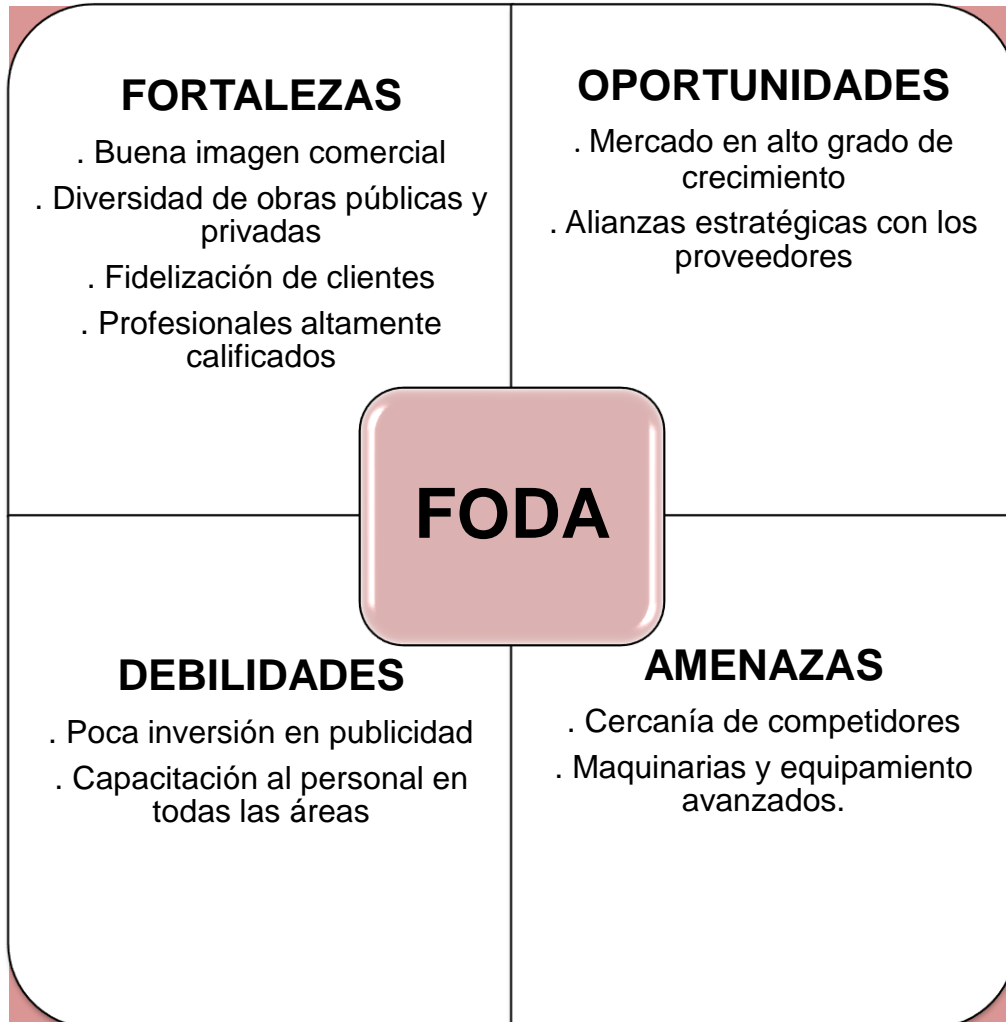 FORTALEZAS
. Buena imagen comercial
. Diversidad de obras públicas y
privadas
. Fidelización de clientes
. Profesionales altamente
calificados
OPORTUNIDADES
. Mercado en alto grado de
crecimiento
. Alianzas estratégicas con los
proveedores
FODA
DEBILIDADES
. Poca inversión en publicidad
. Capacitación al personal en
todas las áreas
AMENAZAS
. Cercanía de competidores
. Maquinarias y equipamiento
avanzados.